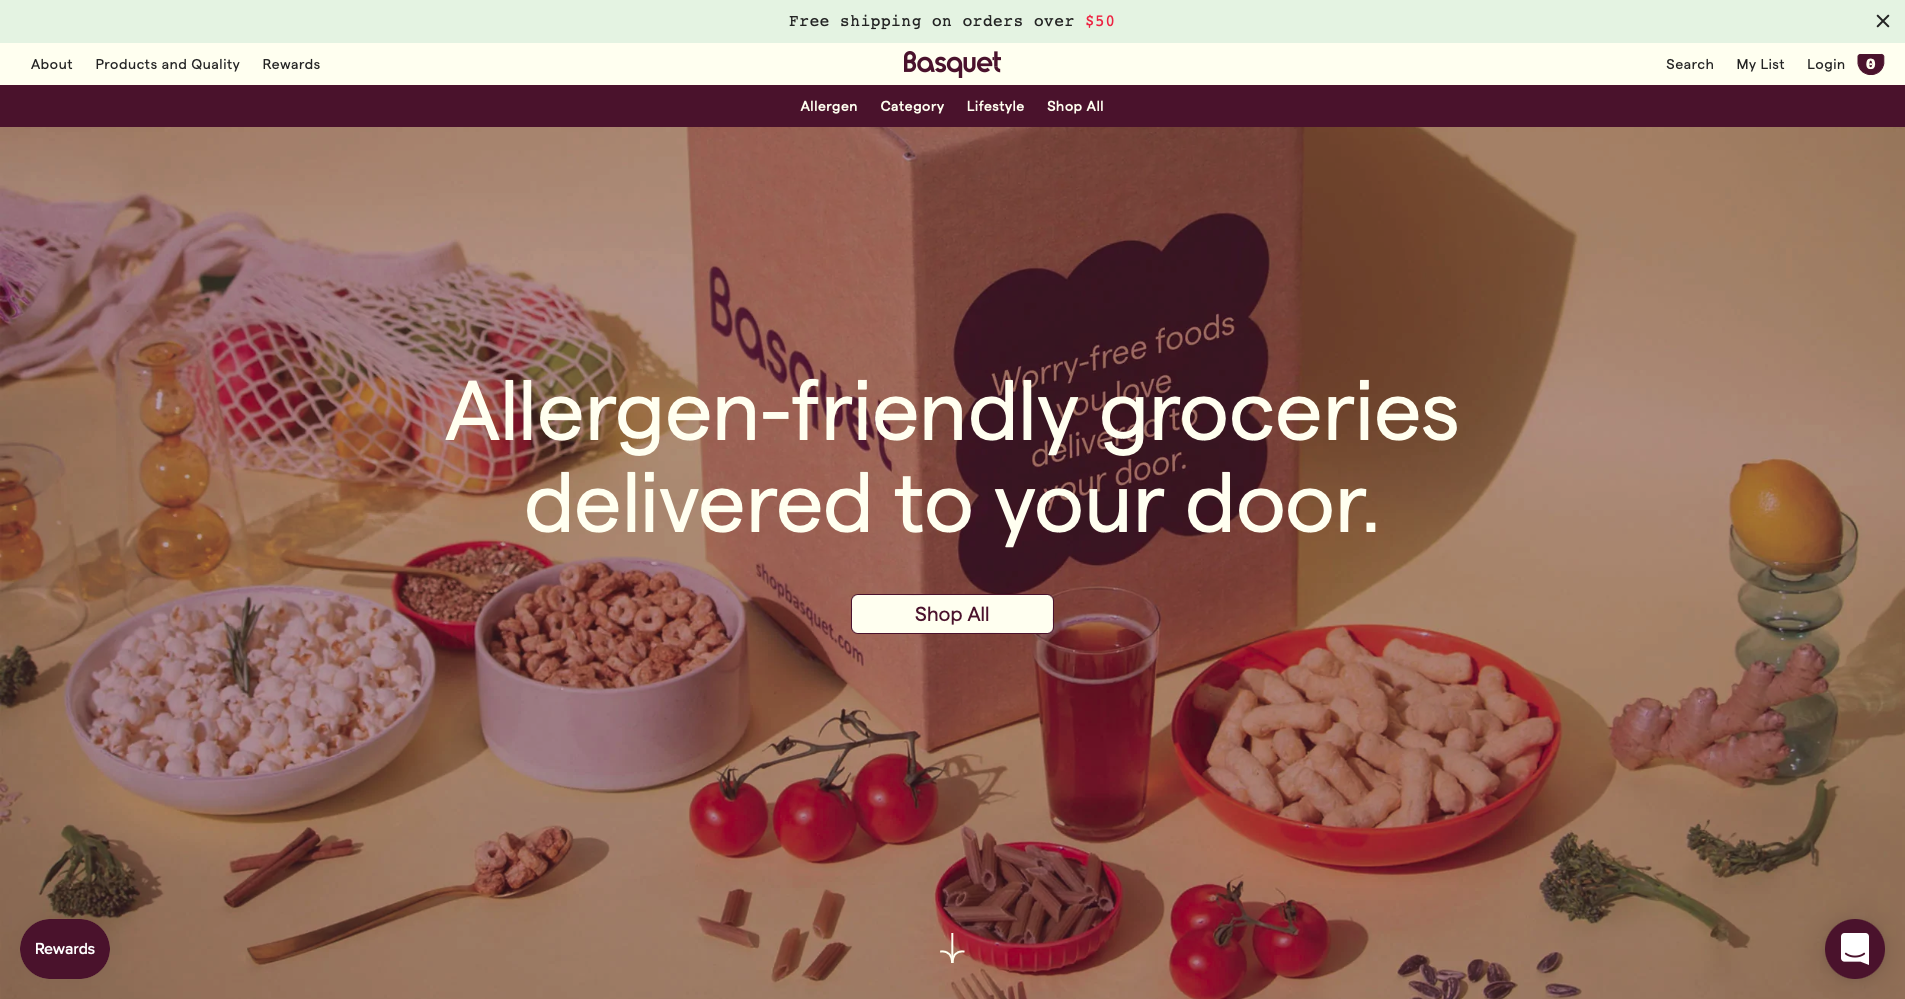 Free shipping on orders over $50
About Products and Quality Rewards
Basquet
Search My List Login 0
Allergen Category Lifestyle Shop All
Basquet
Worry-free foods
you love
delivered to
your door.
Allergen-friendly groceries
delivered to your door.
shopbasquet.com
Shop All
Rewards